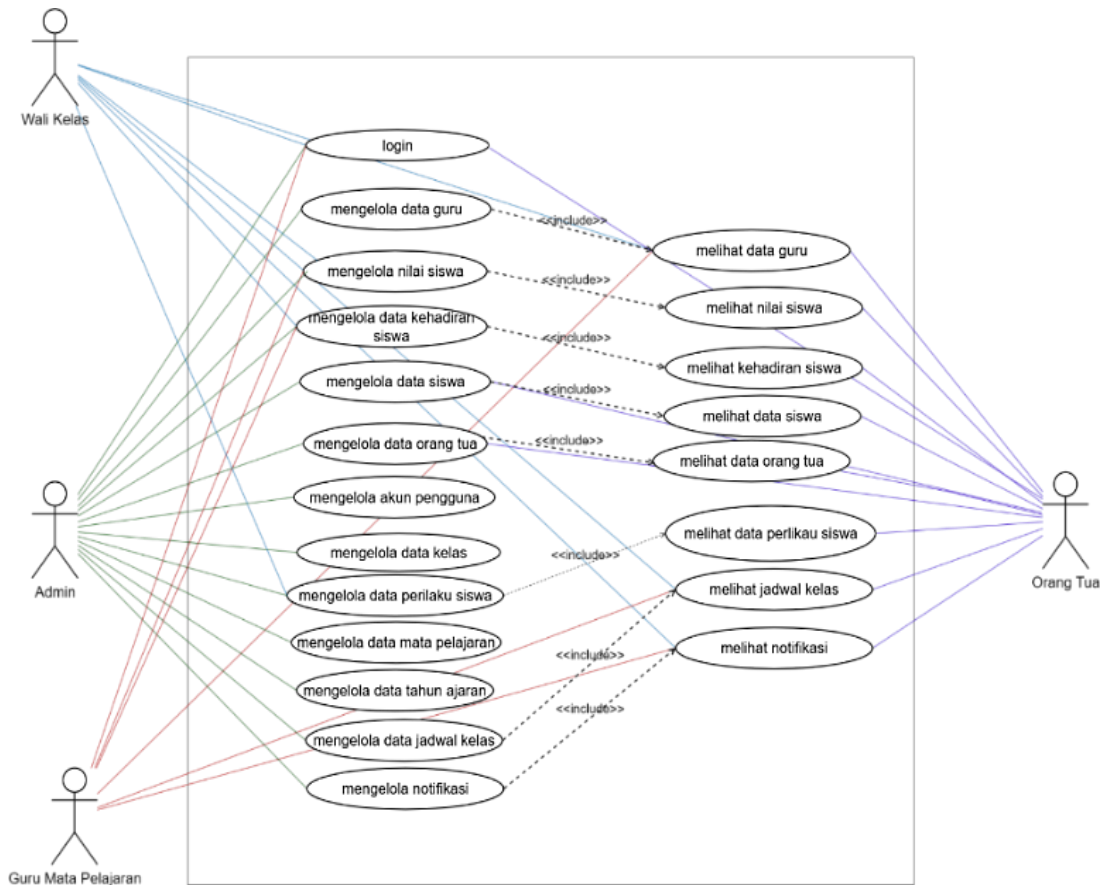 Wali Kelas
login
mengelola data guru
<<include>>
melihat data guru
mengelola nilai siswa
<<include>>
melihat nilai siswa
mengelola data kehadiran
siswa
<<include>>
melihat kehadiran siswa
mengelola data siswa
<<include>>
melihat data siswa
mengelola data orang tua
<<include>>
melihat data orang tua
mengelola akun pengguna
melihat data perlikau siswa
mengelola data kelas
<<include>>
Admin
Orang Tua
mengelola data perilaku siswa
melihat jadwal kelas
mengelola data mata pelajaran
melihat notifikasi
<<include>>
mengelola data tahun ajaran
<<include>>
mengelola data jadwal kelas
mengelola notifikasi
Guru Mata Pelajaran